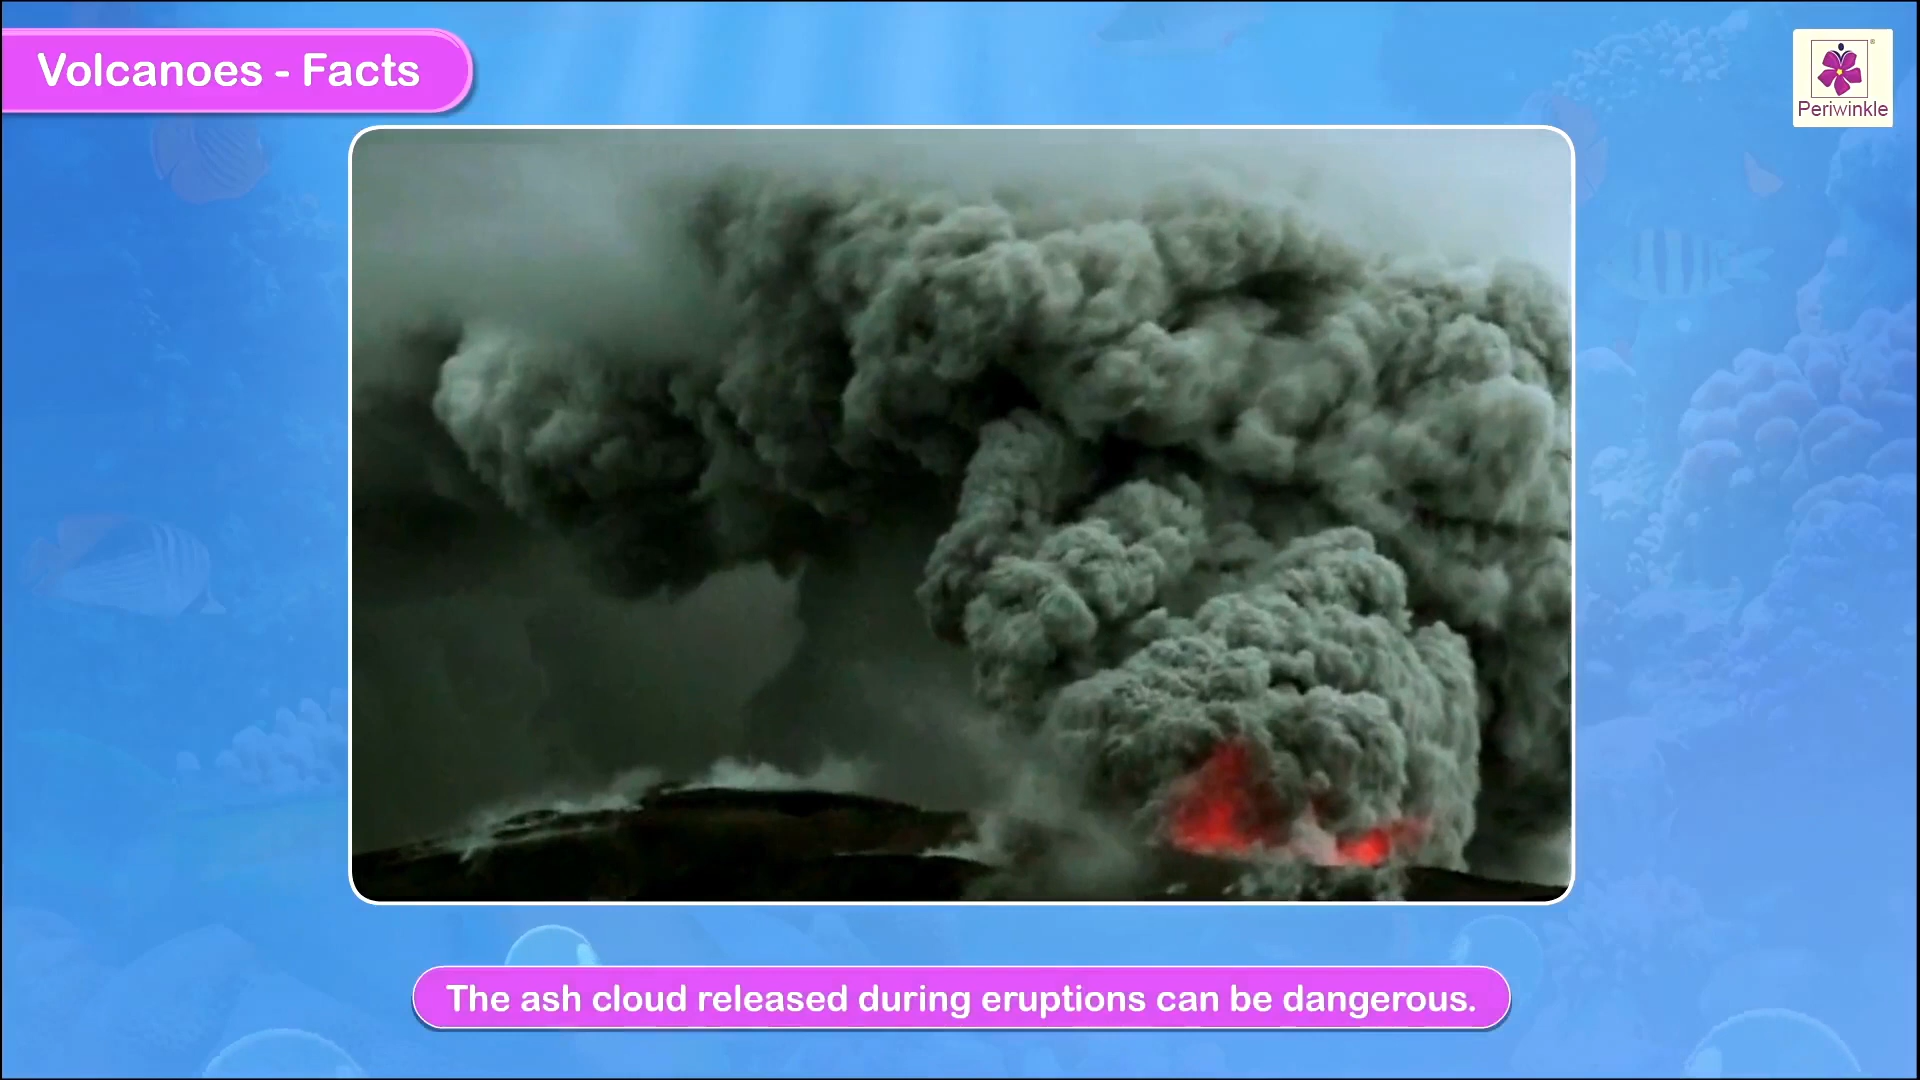 Volcanoes - Facts
®
Periwinkle
The ash cloud released during eruptions can be dangerous.